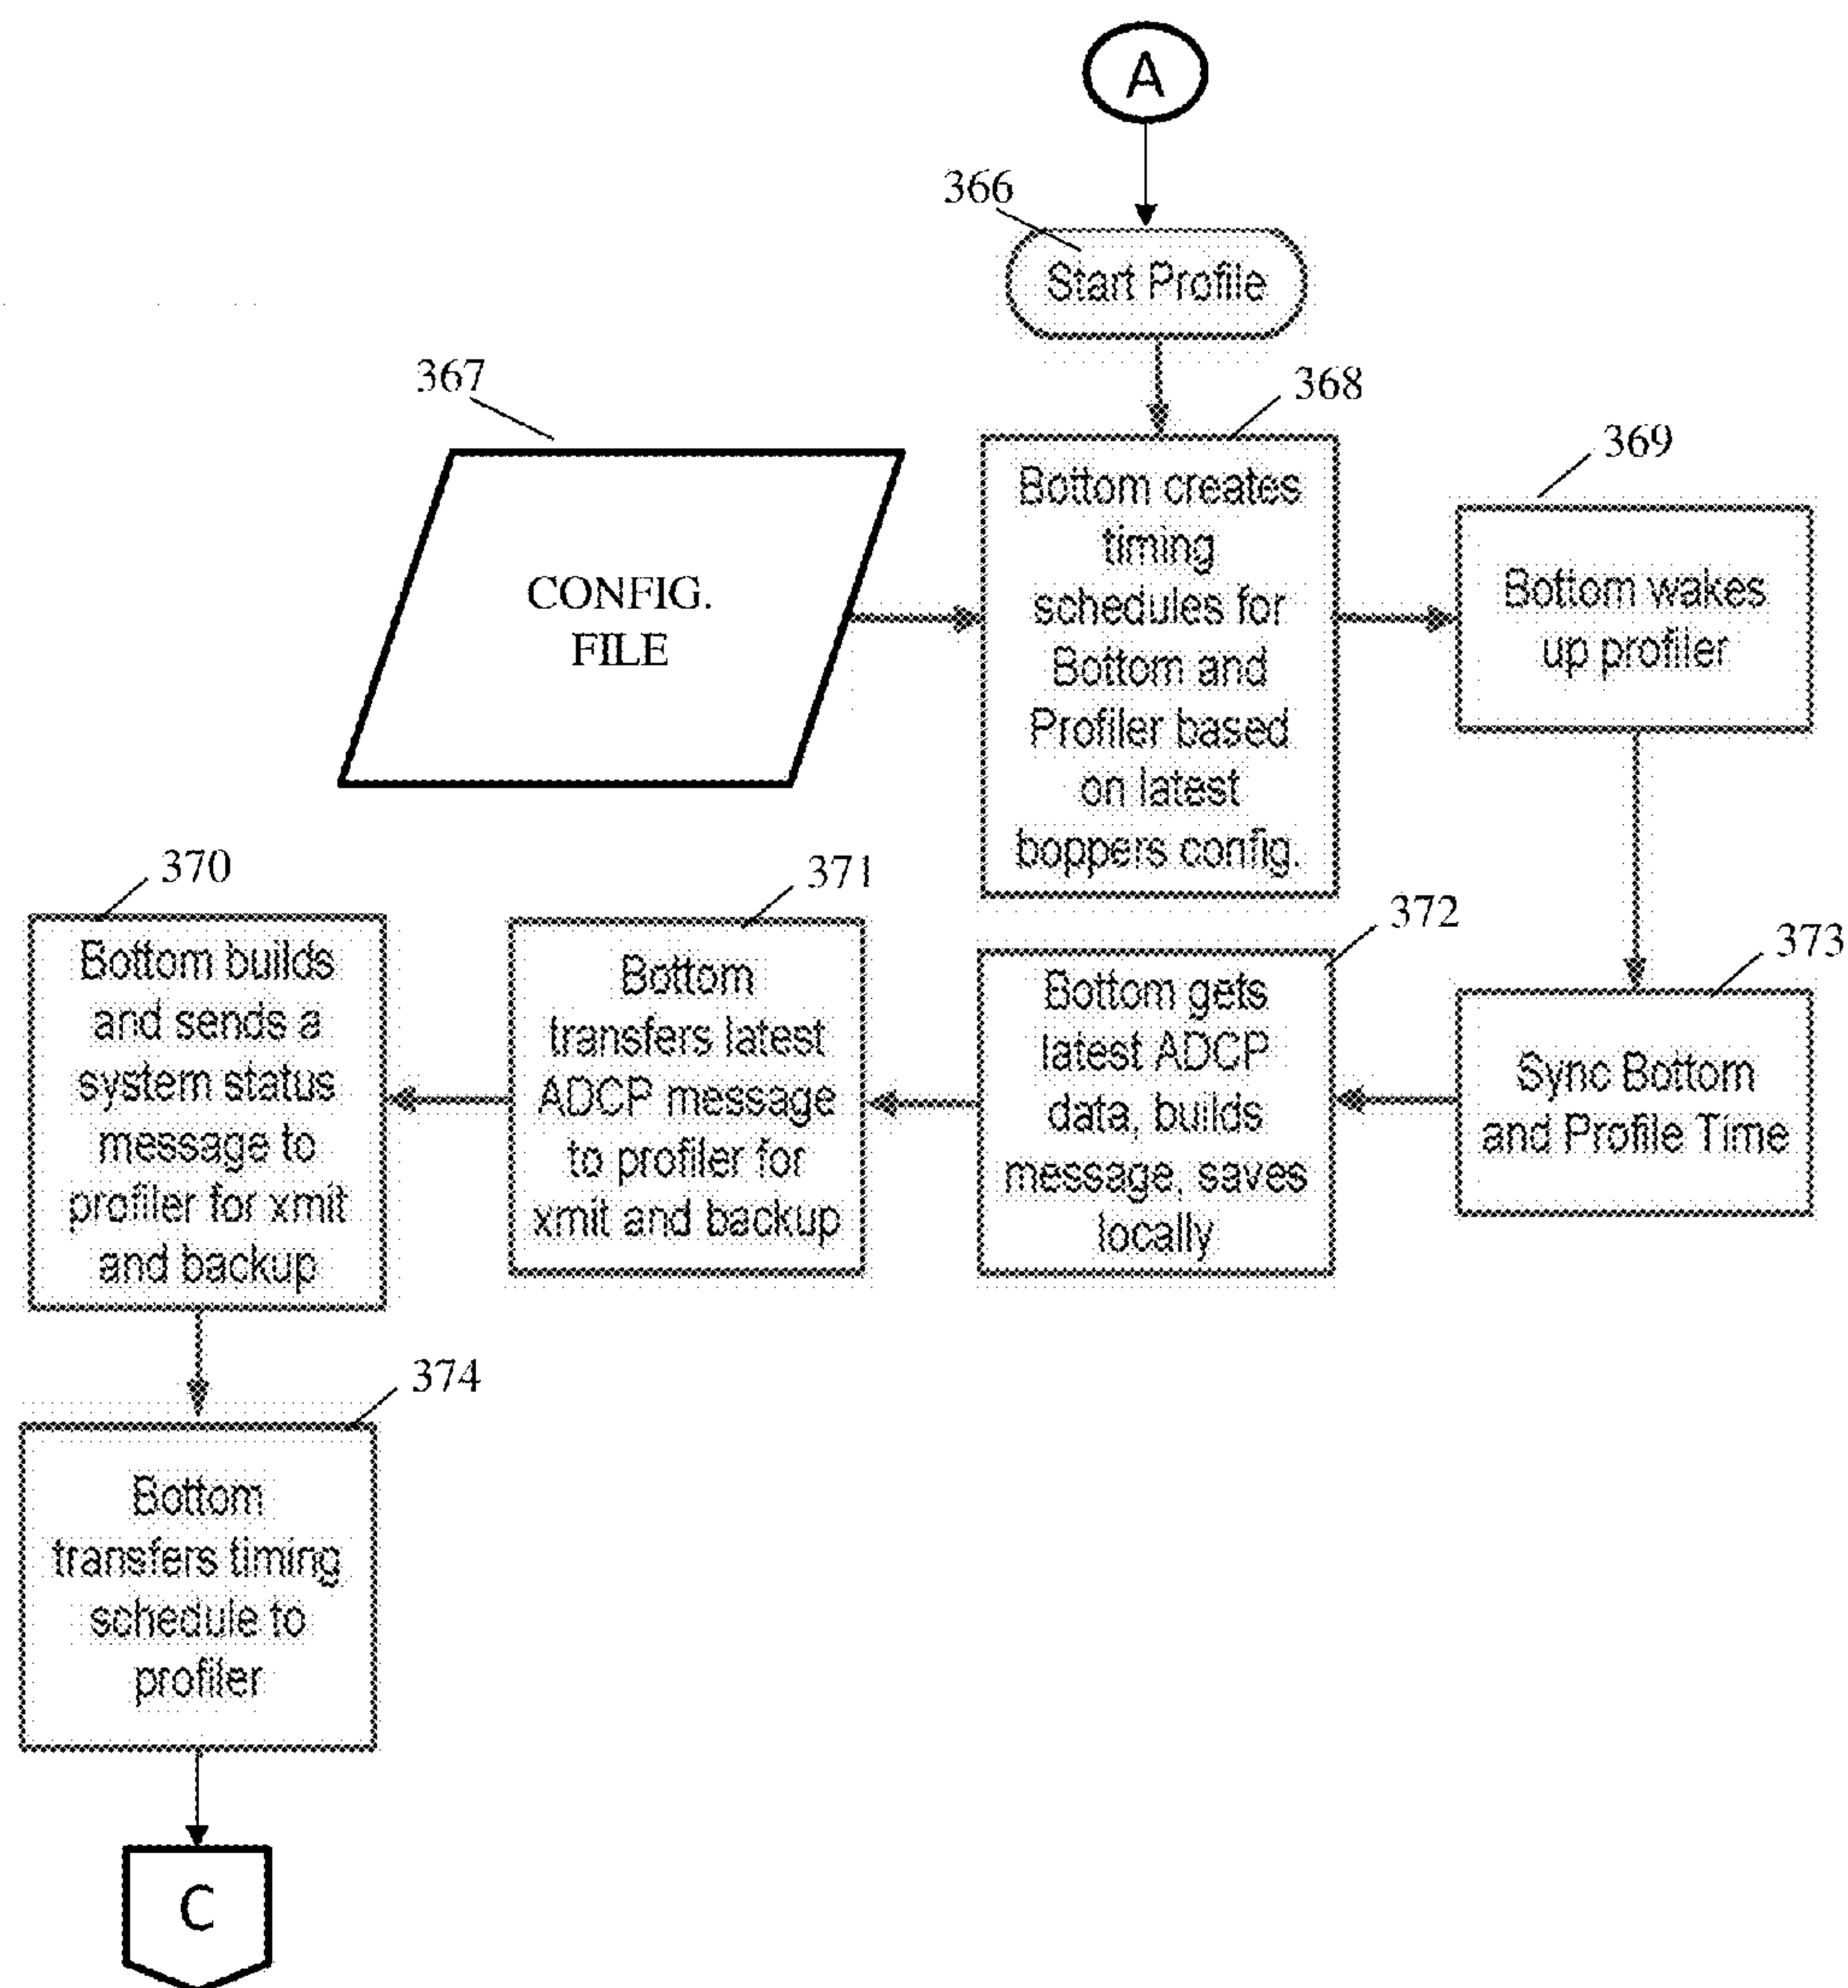 A
366
Start Profile
367
CONFIG.
FILE
368
Bottom creates
timing
schedules for
Bottom and
Profiler based
on latest
boppers config.
369
Bottom wakes
up profiler
370
Bottom builds
and sends a
system status
message to
profiler for xmit
and backup
371
Bottom
transfers latest
ADCP message
to profiler for
xmit and backup
372
Bottom gets
latest ADCP
data, builds
message, saves
locally
373
Sync Bottom
and Profile Time
374
Bottom
transfers timing
schedule to
profiler
C